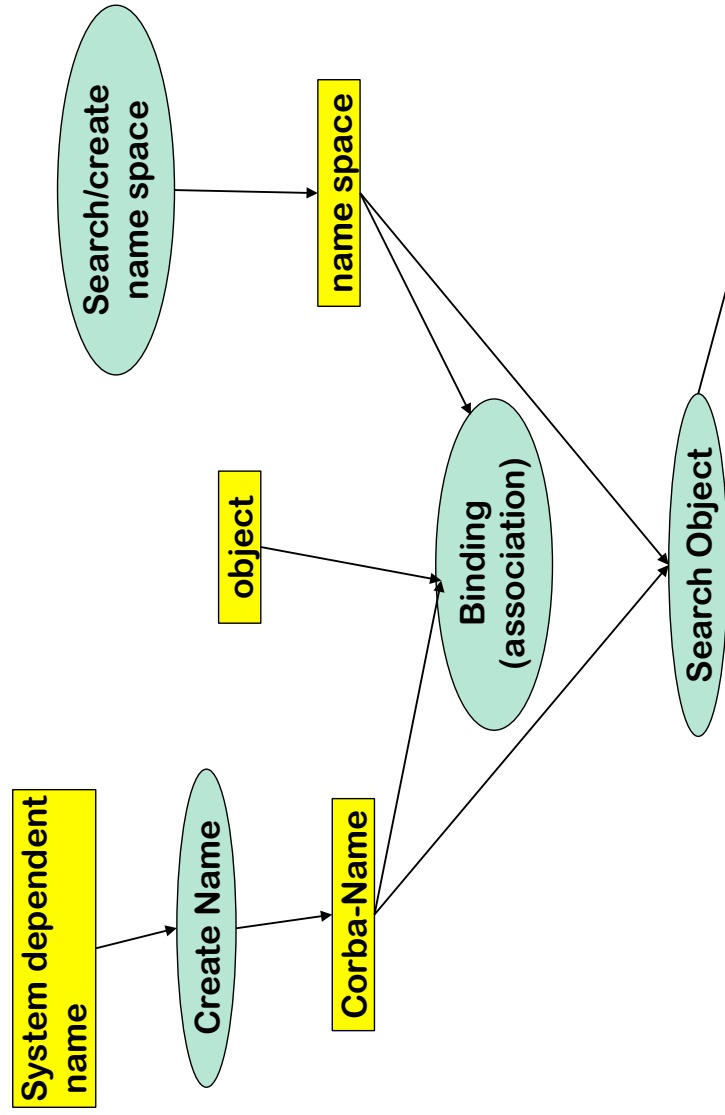 System dependent
name
Create Name
Corba-Name
object
Search/create
name space
name space
Binding
(association)
Search Object